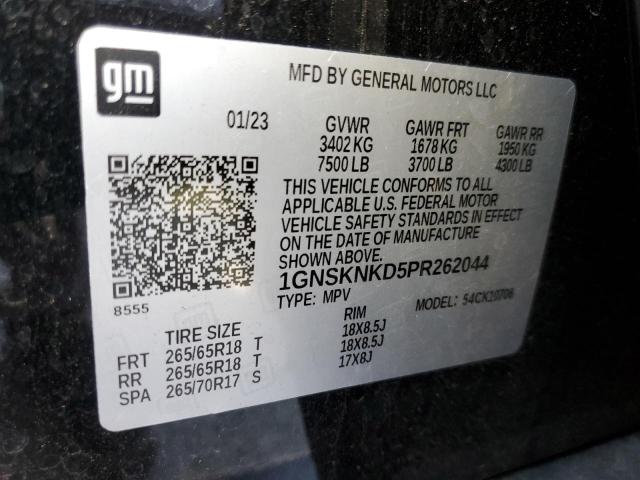 gm
MFD BY GENERAL MOTORS LLC
01/23 GVWR GAWR FRT GAWR RR
3402 KG 1678 KG 1950 KG
7500 LB 3700 LB 4300 LB
THIS VEHICLE CONFORMS TO ALL
APPLICABLE U.S. FEDERAL MOTOR
VEHICLE SAFETY STANDARDS IN EFFECT
ON THE DATE OF MANUFACTURE
SHOWN ABOVE.
1GNSKNKD5PR262044
8555
TYPE: MPV MODEL: 54CK10706
TIRE SIZE RIM
FRT 265/65R18 T 18X8.5J
RR 265/65R18 T 18X8.5J
SPA 265/70R17 S 17X8J